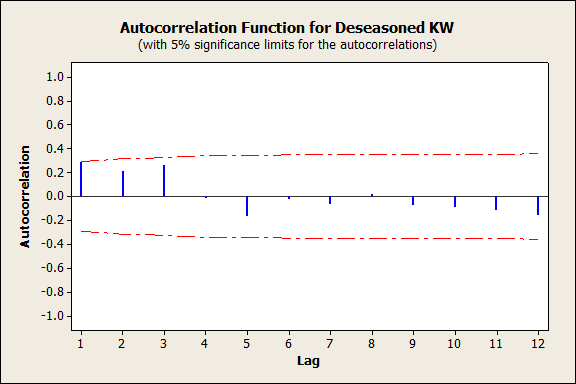 Autocorrelation Function for Deseasoned KW
(with 5% significance limits for the autocorrelations)
1.0
0.8
0.6
0.4
0.2
0.0
-0.2
-0.4
-0.6
-0.8
-1.0
Autocorrelation
1 2 3 4 5 6 7 8 9 10 11 12
Lag